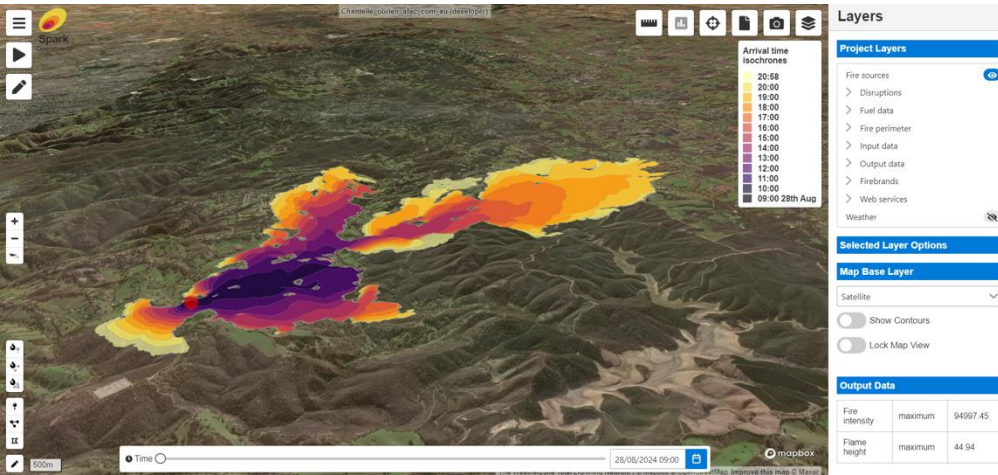 Chantelle_obrien_afac_com_eu (developer)
Spark
Arrival time
isochrones
20:58
20:00
19:00
18:00
17:00
16:00
15:00
14:00
13:00
12:00
11:00
10:00
09:00 28th Aug
+
−
500m
Time
28/08/2024 09:00
mapbox
Improve this map © Maxar
Layers
Project Layers
Fire sources
Disruptions
Fuel data
Fire perimeter
Input data
Output data
Firebrands
Web services
Weather
Selected Layer Options
Map Base Layer
Satellite
Show Contours
Lock Map View
Output Data
Fire intensity maximum 94997.45
Flame height maximum 44.94